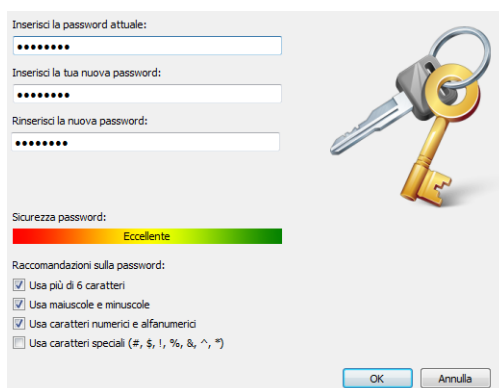 Inserisci la password attuale:
●●●●●●●●
Inserisci la tua nuova password:
●●●●●●●●
Rinserisci la nuova password:
●●●●●●●●
Sicurezza password:
Eccellente
Raccomandazioni sulla password:
Usa più di 6 caratteri
Usa maiuscole e minuscole
Usa caratteri numerici e alfanumerici
Usa caratteri speciali (#, $, !, %, &, ^, *)
OK Annulla